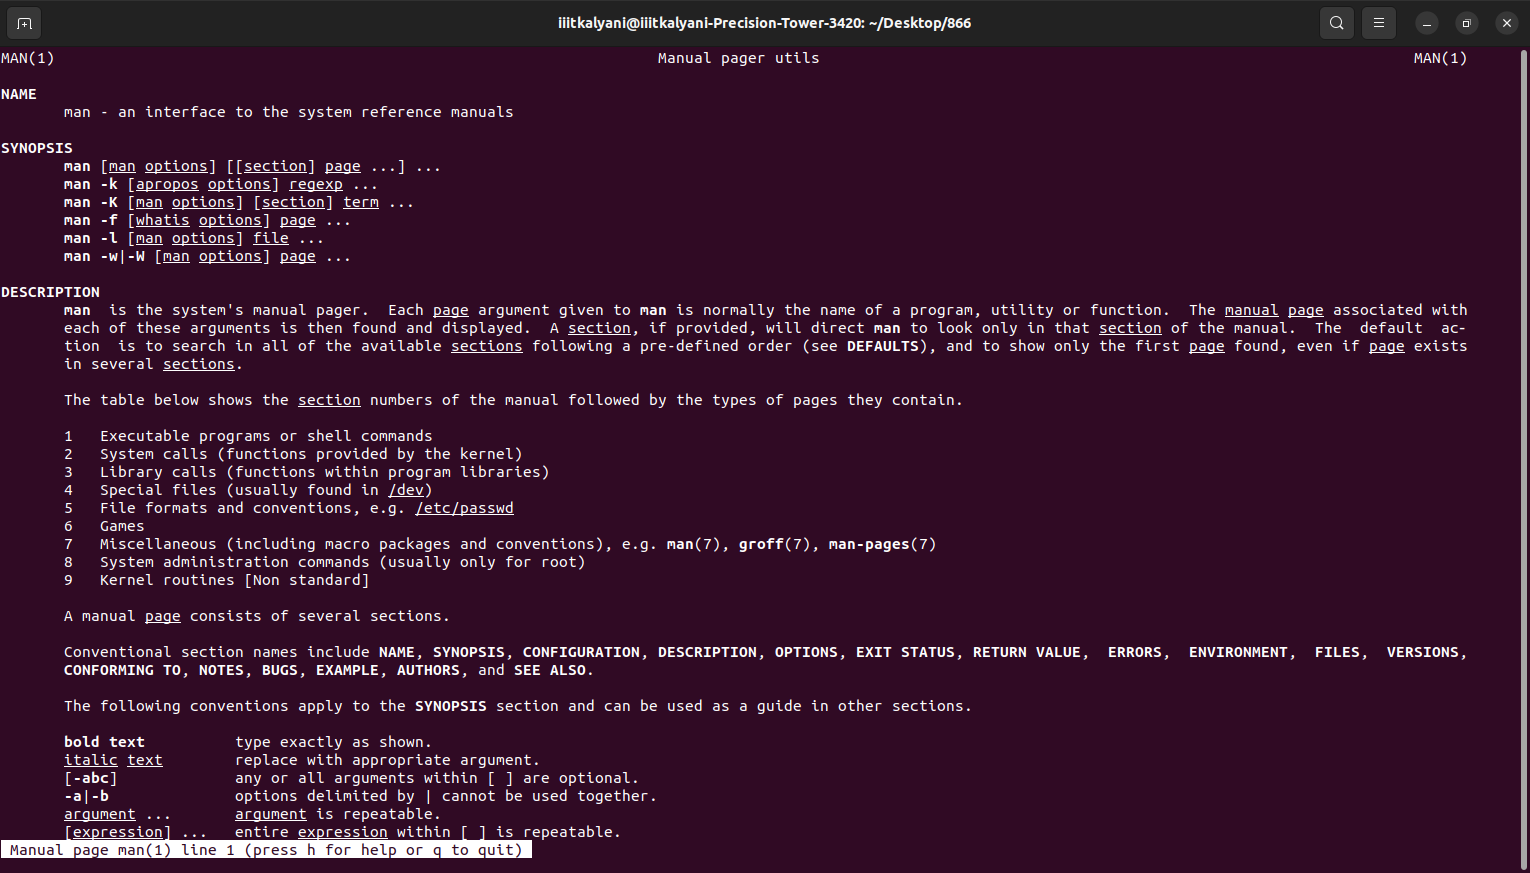 iiitkalyani@iiitkalyani-Precision-Tower-3420: ~/Desktop/866
MAN(1) Manual pager utils MAN(1)
NAME
man - an interface to the system reference manuals
SYNOPSIS
man [man options] [[section] page ...] ...
man -k [apropos options] regexp ...
man -K [man options] [section] term ...
man -f [whatis options] page ...
man -l [man options] file ...
man -w|-W [man options] page ...
DESCRIPTION
man  is the system's manual pager.  Each page argument given to man is normally the name of a program, utility or function.  The manual page associated with
each of these arguments is then found and displayed.  A section, if provided, will direct man to look only in that section of the manual.  The  default  ac-
tion  is to search in all of the available sections following a pre-defined order (see DEFAULTS), and to show only the first page found, even if page exists
in several sections.
The table below shows the section numbers of the manual followed by the types of pages they contain.
1   Executable programs or shell commands
2   System calls (functions provided by the kernel)
3   Library calls (functions within program libraries)
4   Special files (usually found in /dev)
5   File formats and conventions, e.g. /etc/passwd
6   Games
7   Miscellaneous (including macro packages and conventions), e.g. man(7), groff(7), man-pages(7)
8   System administration commands (usually only for root)
9   Kernel routines [Non standard]
A manual page consists of several sections.
Conventional section names include NAME, SYNOPSIS, CONFIGURATION, DESCRIPTION, OPTIONS, EXIT STATUS, RETURN VALUE,  ERRORS,  ENVIRONMENT,  FILES,  VERSIONS,
CONFORMING TO, NOTES, BUGS, EXAMPLE, AUTHORS, and SEE ALSO.
The following conventions apply to the SYNOPSIS section and can be used as a guide in other sections.
bold text          type exactly as shown.
italic text        replace with appropriate argument.
[-abc]             any or all arguments within [ ] are optional.
-a|-b              options delimited by | cannot be used together.
argument ...       argument is repeatable.
[expression] ...   entire expression within [ ] is repeatable.
Manual page man(1) line 1 (press h for help or q to quit)